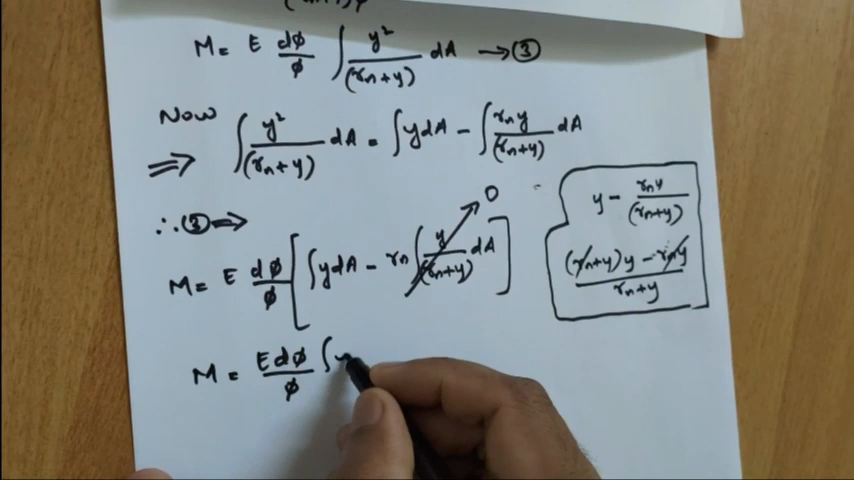 M = E dφ/φ ∫ y²/(rn+y) dA → ③
Now
⇒ ∫ y²/(rn+y) dA = ∫ y dA − ∫ rn y/(rn+y) dA
y − rn y/(rn+y)
((rn+y)y − rn y)/(rn+y)
∴ ③ ⇒
M = E dφ/φ [∫ y dA − rn ∫ y/(rn+y) dA] 0
M = E dφ/φ ∫ y